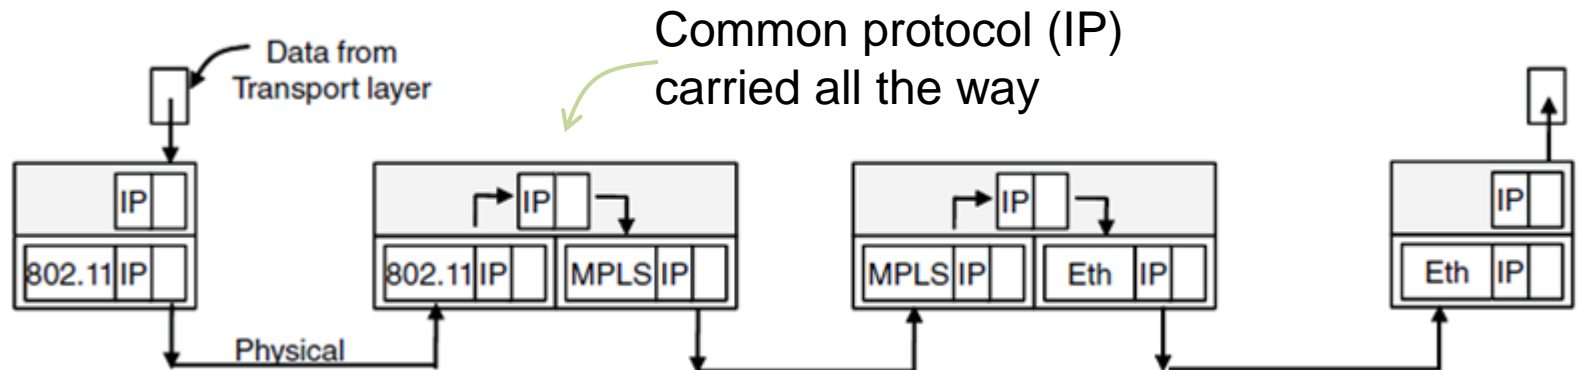 Common protocol (IP)
carried all the way
Data from
Transport layer
IP
IP
IP
IP
802.11 IP
802.11 IP
MPLS IP
MPLS IP
Eth IP
Eth IP
Physical